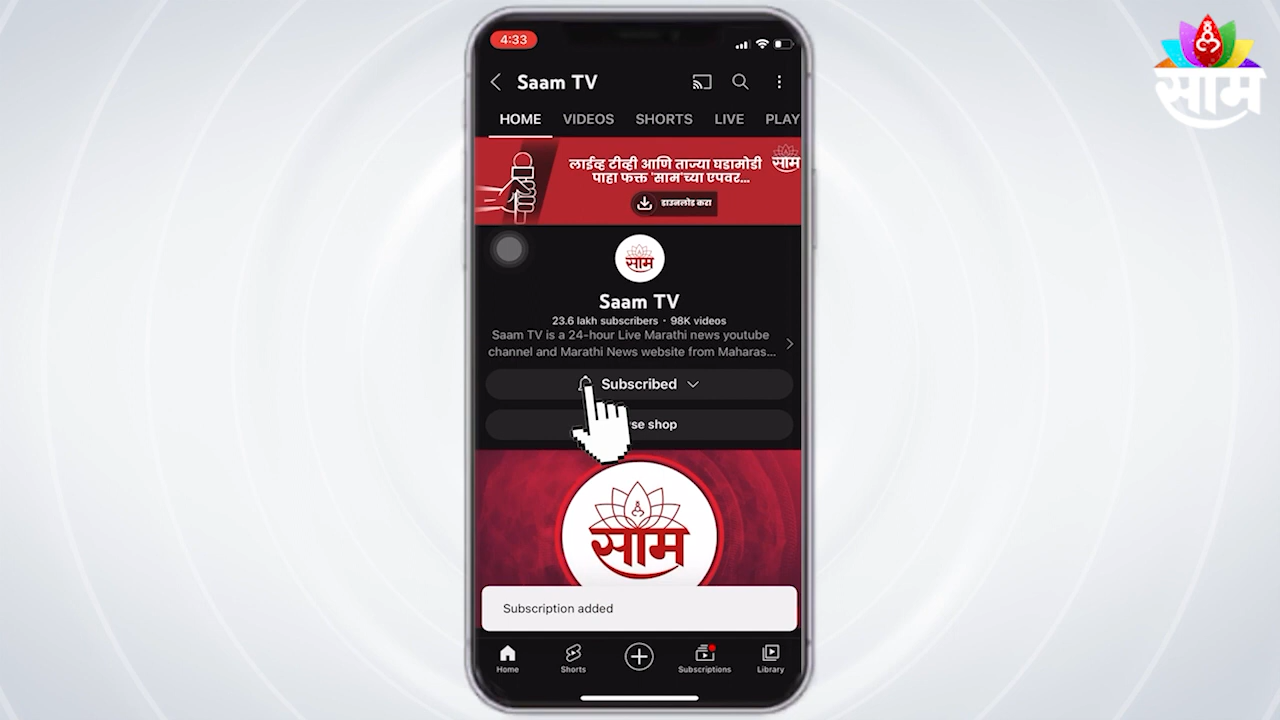 4:33
साम
Saam TV
HOME VIDEOS SHORTS LIVE PLAY
लाईव्ह टीव्ही आणि ताज्या घडामोडी
पाहा फक्त 'साम'च्या एपवर...
साम
डाउनलोड करा
साम
Saam TV
23.6 lakh subscribers · 98K videos
Saam TV is a 24-hour Live Marathi news youtube
channel and Marathi News website from Maharas...
Subscribed
se shop
साम
Subscription added
Home Shorts Subscriptions Library